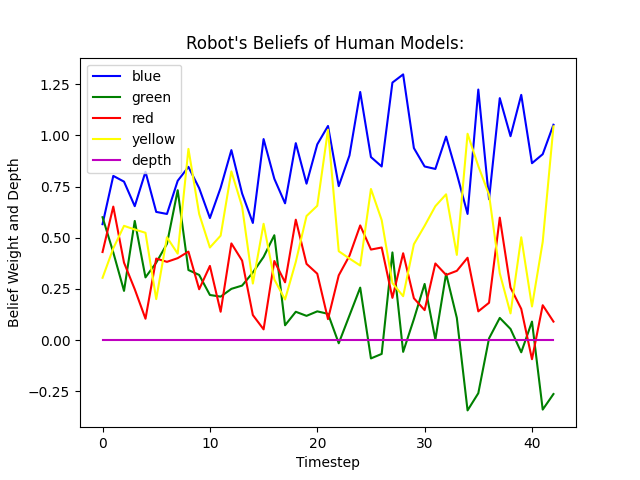 Robot's Beliefs of Human Models:
blue
green
red
yellow
depth
Belief Weight and Depth
1.25
1.00
0.75
0.50
0.25
0.00
−0.25
0
10
20
30
40
Timestep